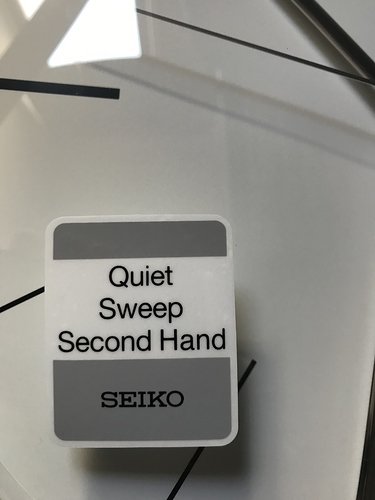 Quiet
Sweep
Second Hand
SEIKO